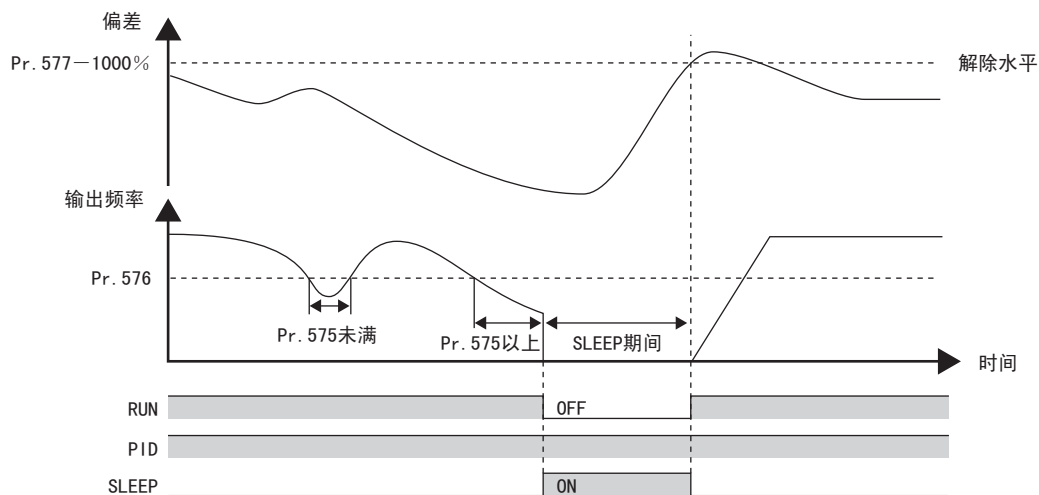 偏差
Pr.577－1000%
解除水平
输出频率
Pr.576
Pr.575未满
Pr.575以上
SLEEP期间
时间
RUN
OFF
PID
SLEEP
ON